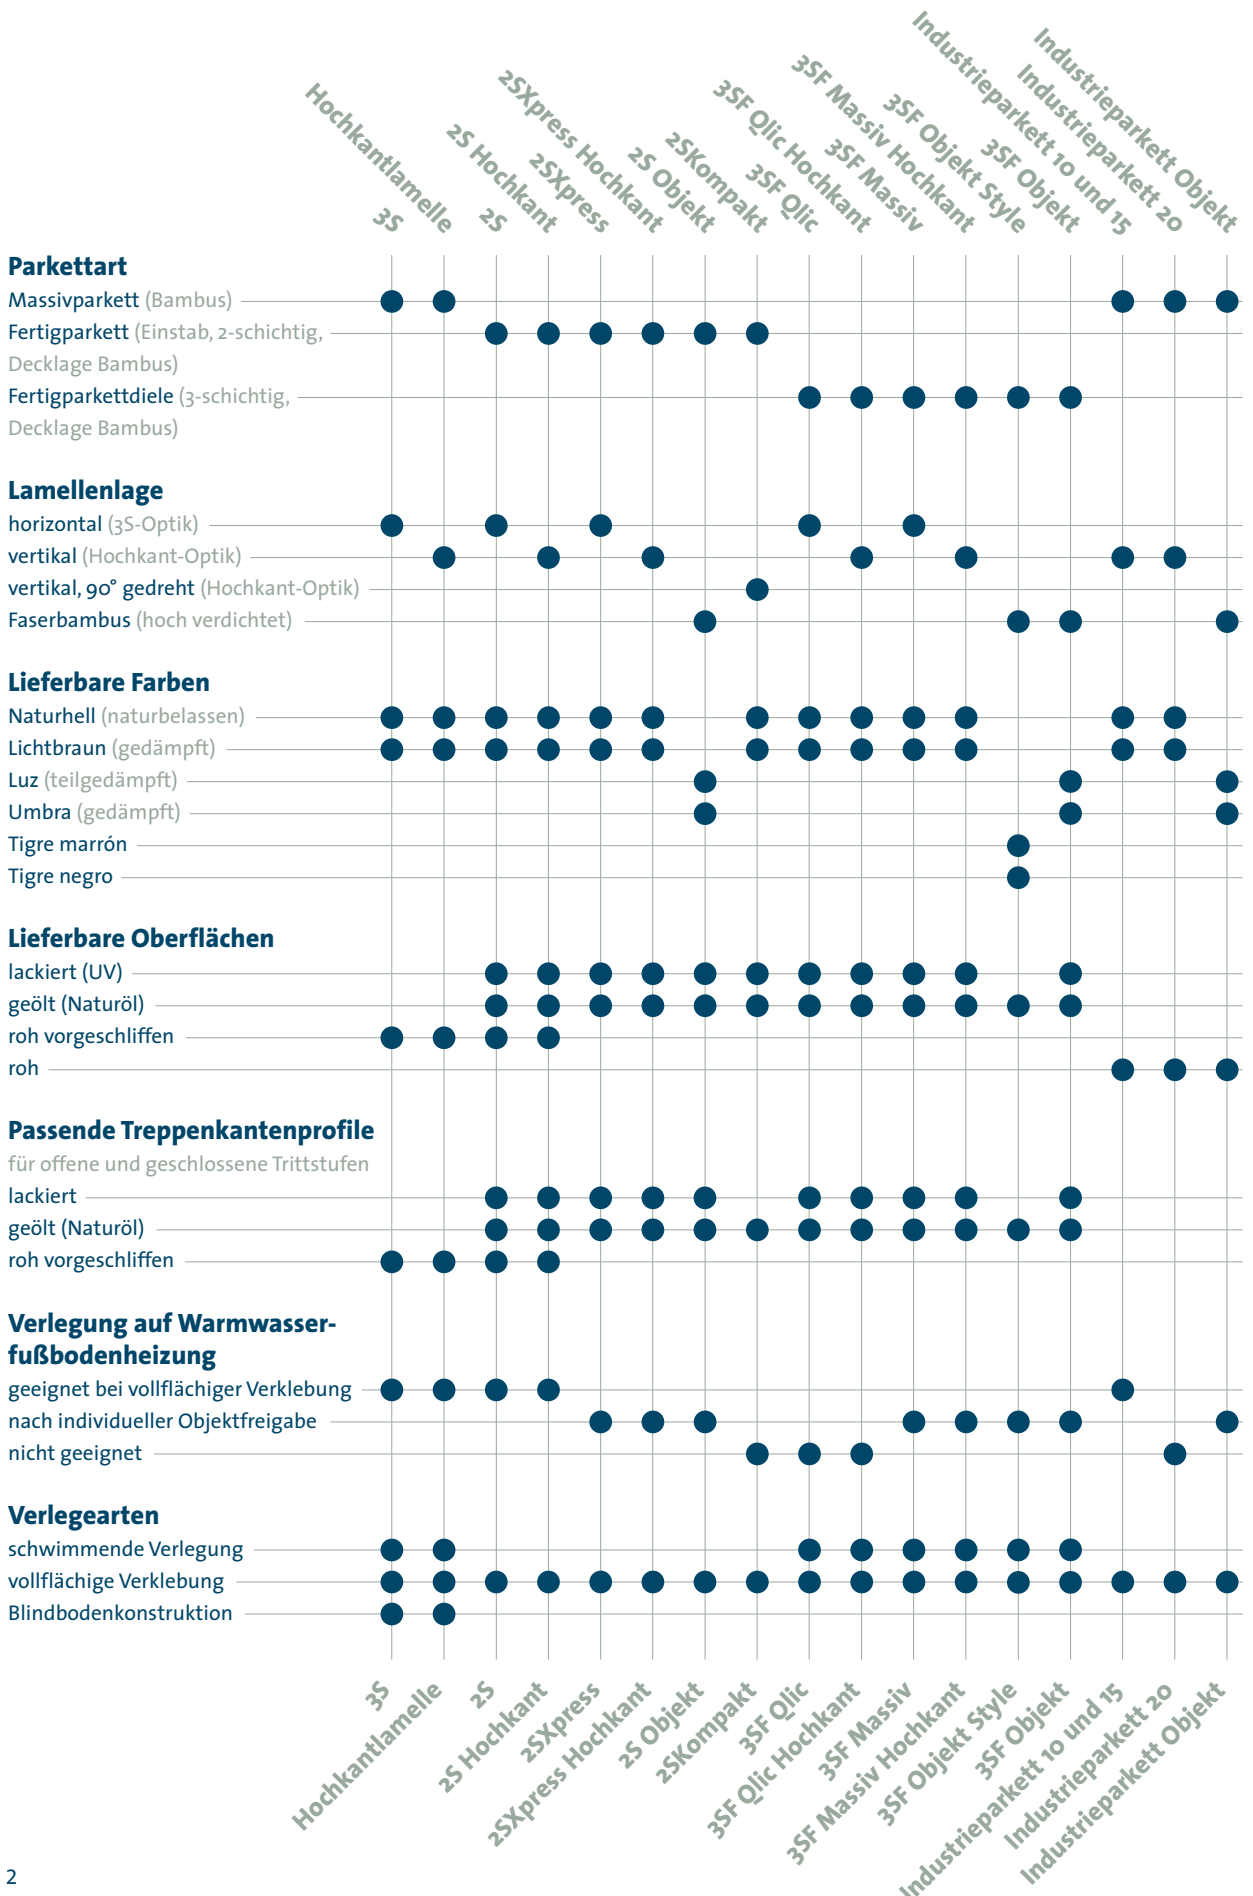 3S
Hochkantlamelle
2S
2S Hochkant
2SXpress
2SXpress Hochkant
2S Objekt
2SKompakt
3SF Qlic
3SF Qlic Hochkant
3SF Massiv
3SF Massiv Hochkant
3SF Objekt Style
3SF Objekt
Industrieparkett 10 und 15
Industrieparkett 20
Industrieparkett Objekt
Parkettart
Massivparkett (Bambus)
Fertigparkett (Einstab, 2-schichtig,
Decklage Bambus)
Fertigparkettdiele (3-schichtig,
Decklage Bambus)
Lamellenlage
horizontal (3S-Optik)
vertikal (Hochkant-Optik)
vertikal, 90° gedreht (Hochkant-Optik)
Faserbambus (hoch verdichtet)
Lieferbare Farben
Naturhell (naturbelassen)
Lichtbraun (gedämpft)
Luz (teilgedämpft)
Umbra (gedämpft)
Tigre marrón
Tigre negro
Lieferbare Oberflächen
lackiert (UV)
geölt (Naturöl)
roh vorgeschliffen
roh
Passende Treppenkantenprofile
für offene und geschlossene Trittstufen
lackiert
geölt (Naturöl)
roh vorgeschliffen
Verlegung auf Warmwasser-
fußbodenheizung
geeignet bei vollflächiger Verklebung
nach individueller Objektfreigabe
nicht geeignet
Verlegearten
schwimmende Verlegung
vollflächige Verklebung
Blindbodenkonstruktion
3S
Hochkantlamelle
2S
2S Hochkant
2SXpress
2SXpress Hochkant
2S Objekt
2SKompakt
3SF Qlic
3SF Qlic Hochkant
3SF Massiv
3SF Massiv Hochkant
3SF Objekt Style
3SF Objekt
Industrieparkett 10 und 15
Industrieparkett 20
Industrieparkett Objekt
2